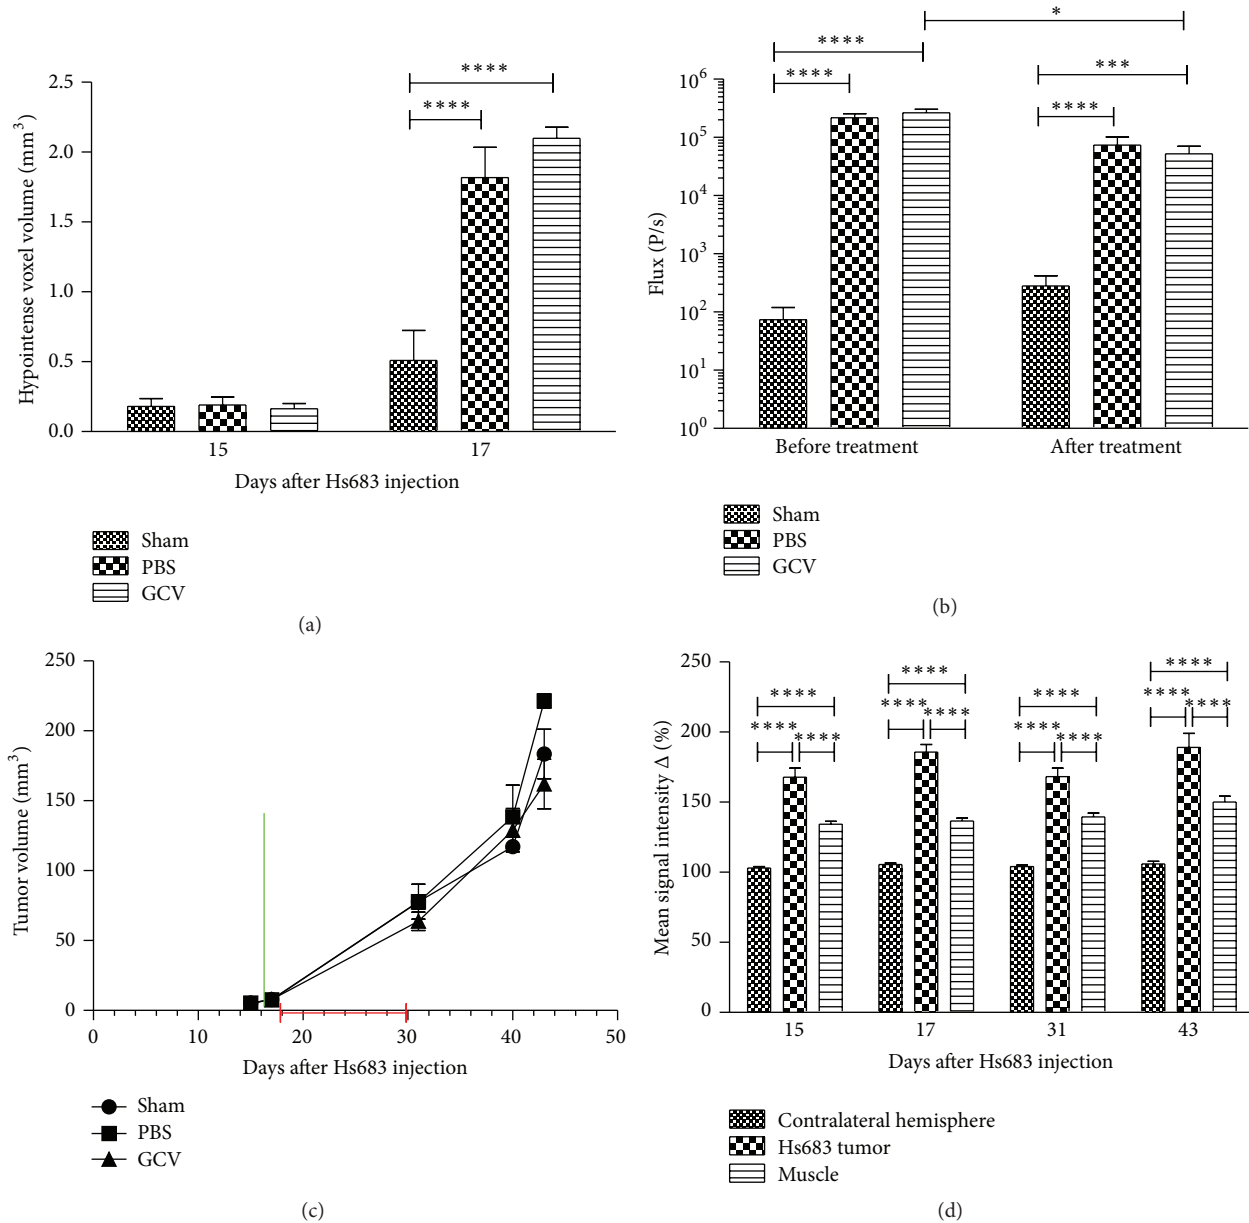 ****
****
2.5
2.0
1.5
1.0
0.5
0.0
Hypointense voxel volume (mm³)
15
17
Days after Hs683 injection
Sham
PBS
GCV
(a)
*
****
****
***
****
10⁶
10⁵
10⁴
10³
10²
10¹
10⁰
Flux (P/s)
Before treatment
After treatment
Sham
PBS
GCV
(b)
250
200
150
100
50
0
Tumor volume (mm³)
0
10
20
30
40
50
Days after Hs683 injection
Sham
PBS
GCV
(c)
250
200
150
100
50
0
Mean signal intensity Δ (%)
****
****
****
****
****
****
****
****
****
****
****
****
15
17
31
43
Days after Hs683 injection
Contralateral hemisphere
Hs683 tumor
Muscle
(d)